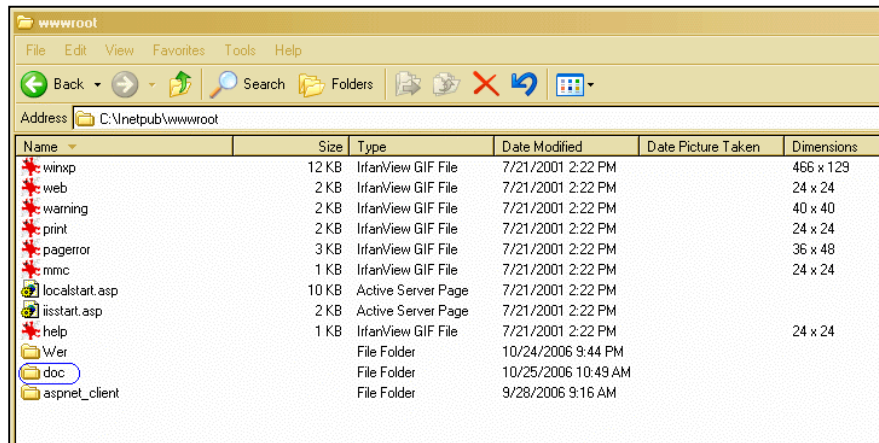 wwwroot
File Edit View Favorites Tools Help
Back Search Folders
Address C:\Inetpub\wwwroot
Name Size Type Date Modified Date Picture Taken Dimensions
winxp 12 KB IrfanView GIF File 7/21/2001 2:22 PM 466 x 129
web 2 KB IrfanView GIF File 7/21/2001 2:22 PM 24 x 24
warning 2 KB IrfanView GIF File 7/21/2001 2:22 PM 40 x 40
print 2 KB IrfanView GIF File 7/21/2001 2:22 PM 24 x 24
pagerror 3 KB IrfanView GIF File 7/21/2001 2:22 PM 36 x 48
mmc 1 KB IrfanView GIF File 7/21/2001 2:22 PM 24 x 24
localstart.asp 10 KB Active Server Page 7/21/2001 2:22 PM
iisstart.asp 2 KB Active Server Page 7/21/2001 2:22 PM
help 1 KB IrfanView GIF File 7/21/2001 2:22 PM 24 x 24
Wer File Folder 10/24/2006 9:44 PM
doc File Folder 10/25/2006 10:49 AM
aspnet_client File Folder 9/28/2006 9:16 AM